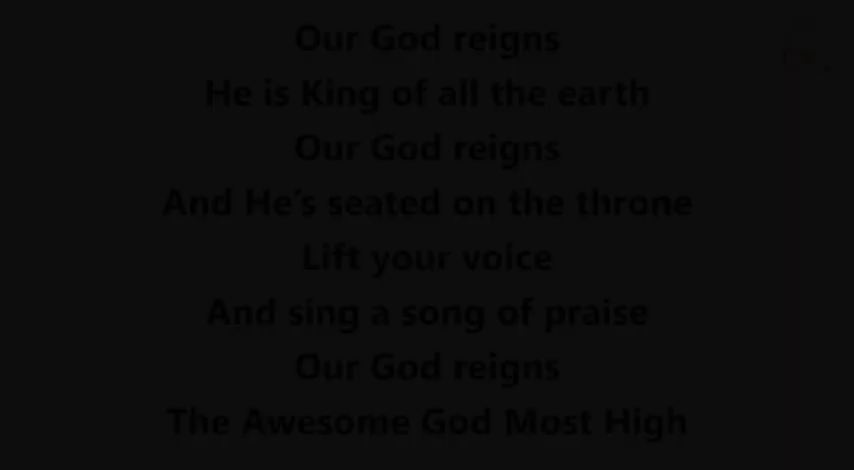 Our God reigns
He is King of all the earth
Our God reigns
And He's seated on the throne
Lift your voice
And sing a song of praise
Our God reigns
The Awesome God Most High